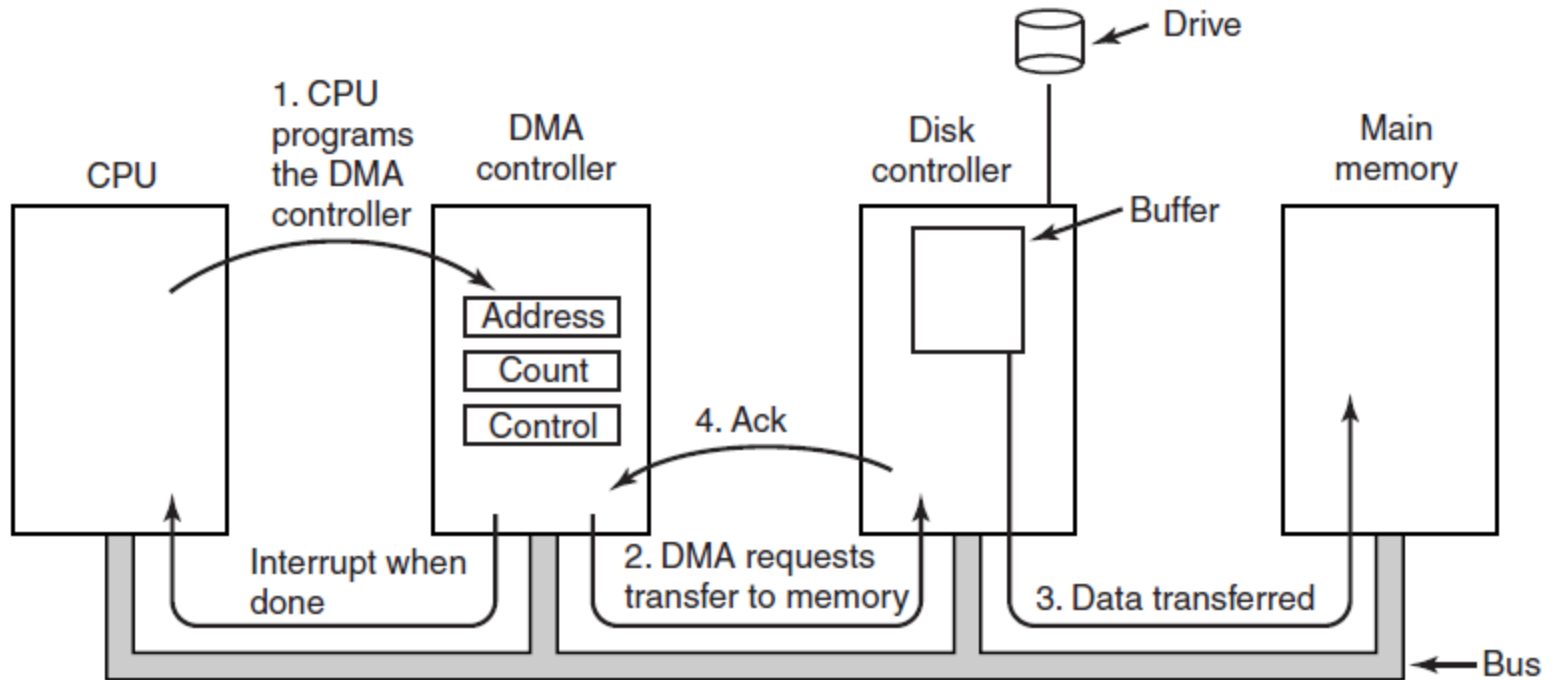 Drive
1. CPU
programs
the DMA
controller
CPU
DMA
controller
Disk
controller
Main
memory
Buffer
Address
Count
Control
4. Ack
Interrupt when
done
2. DMA requests
transfer to memory
3. Data transferred
Bus